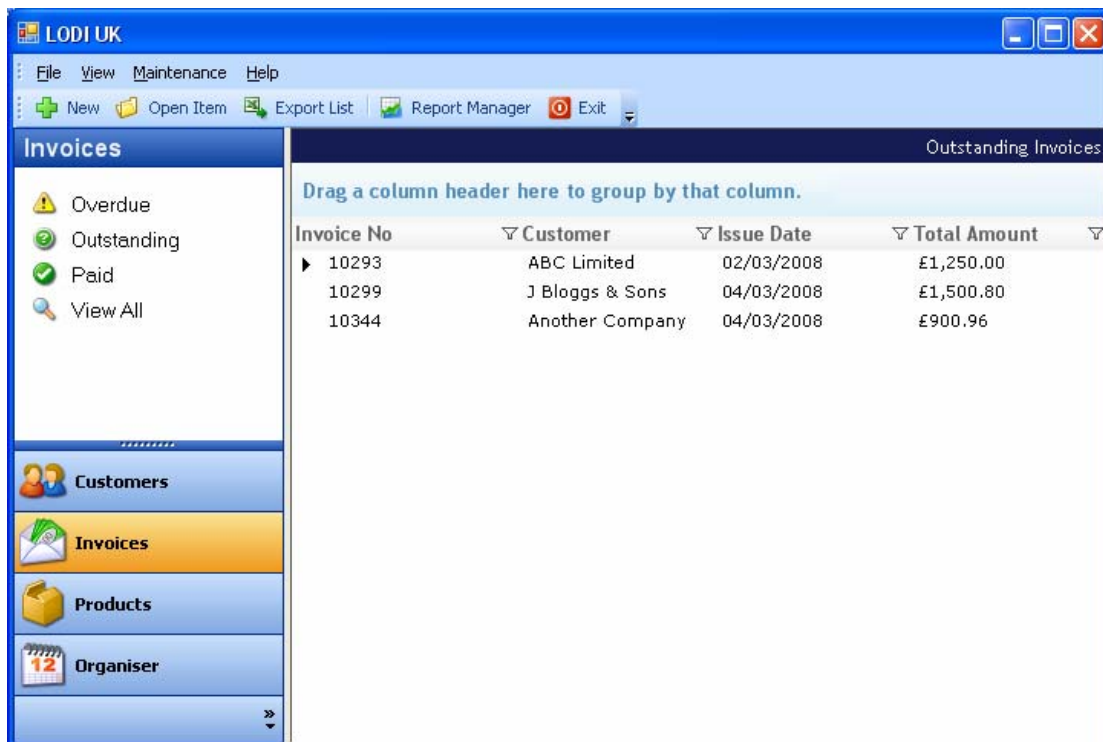 LODI UK
File View Maintenance Help
New Open Item Export List Report Manager Exit
Invoices
Outstanding Invoices
Overdue
Outstanding
Paid
View All
Drag a column header here to group by that column.
Invoice No Customer Issue Date Total Amount
10293 ABC Limited 02/03/2008 £1,250.00
10299 J Bloggs & Sons 04/03/2008 £1,500.80
10344 Another Company 04/03/2008 £900.96
Customers
Invoices
Products
12
Organiser